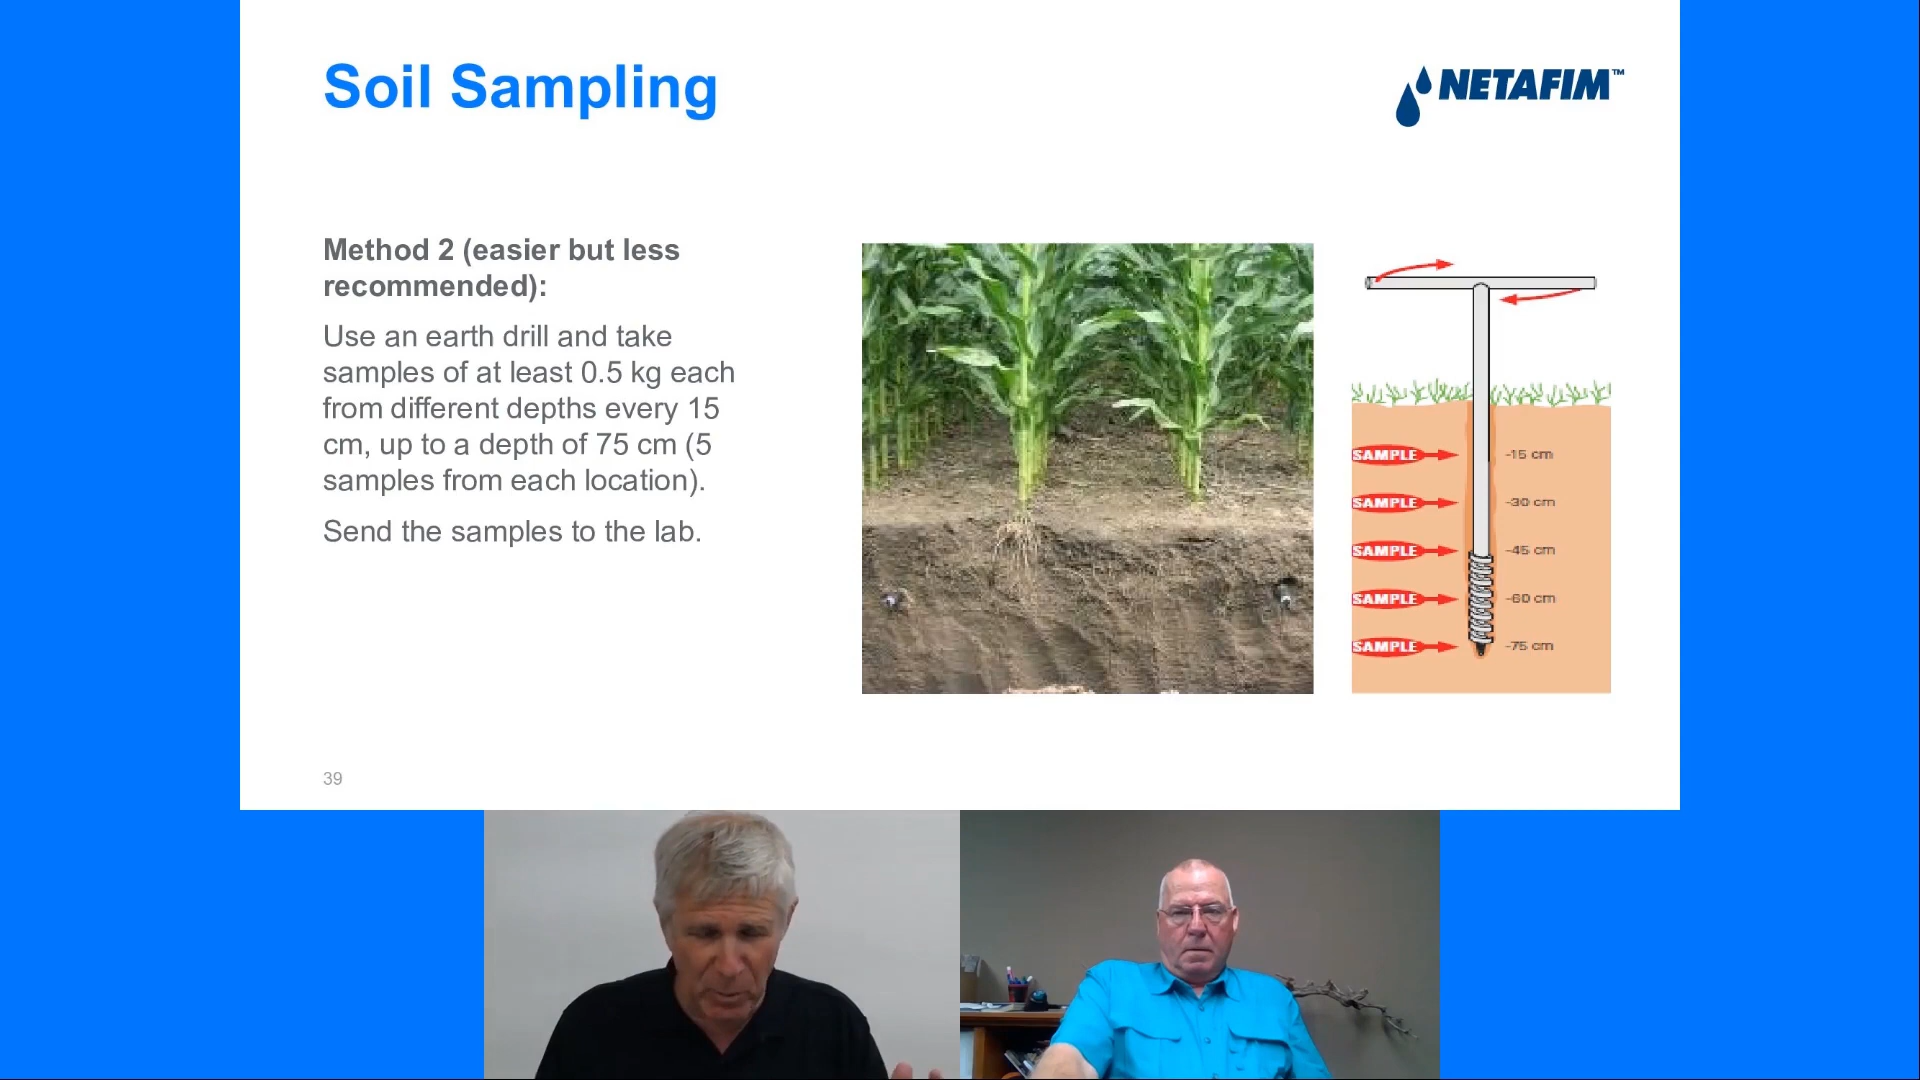 Soil Sampling
NETAFIM™
Method 2 (easier but less
recommended):
Use an earth drill and take
samples of at least 0.5 kg each
from different depths every 15
cm, up to a depth of 75 cm (5
samples from each location).
Send the samples to the lab.
SAMPLE -15 cm
SAMPLE -30 cm
SAMPLE -45 cm
SAMPLE -60 cm
SAMPLE -75 cm
39